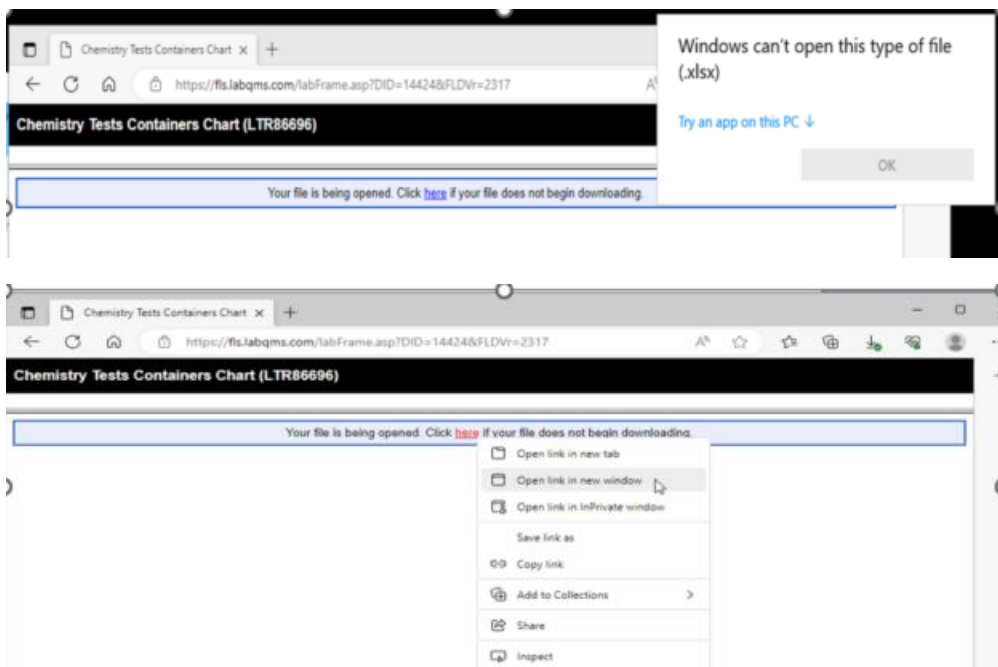 Chemistry Tests Containers Chart
https://fls.labqms.com/labFrame.asp?DID=14424&FLDVr=2317
Chemistry Tests Containers Chart (LTR86696)
Your file is being opened. Click here if your file does not begin downloading.
Windows can't open this type of file
(.xlsx)
Try an app on this PC
OK
Chemistry Tests Containers Chart
https://fls.labqms.com/labFrame.asp?DID=14424&FLDVr=2317
Chemistry Tests Containers Chart (LTR86696)
Your file is being opened. Click here if your file does not begin downloading.
Open link in new tab
Open link in new window
Open link in InPrivate window
Save link as
Copy link
Add to Collections
Share
Inspect